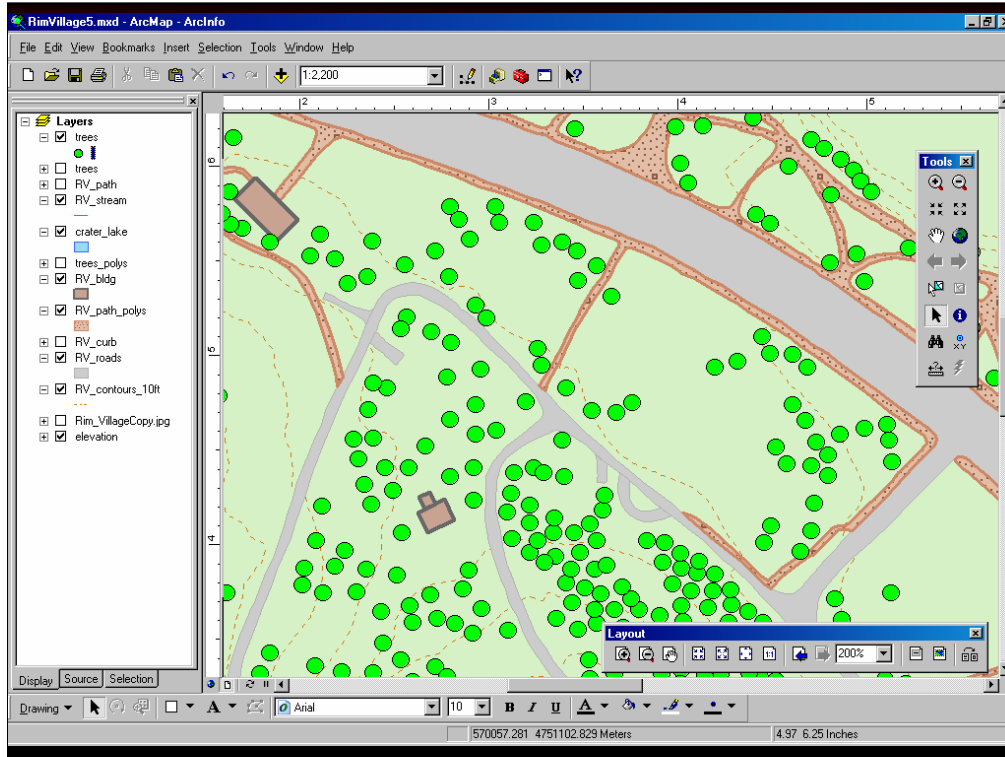 RimVillage5.mxd - ArcMap - ArcInfo
File Edit View Bookmarks Insert Selection Tools Window Help
1:2,200
Layers
trees
trees
RV_path
RV_stream
crater_lake
trees_polys
RV_bldg
RV_path_polys
RV_curb
RV_roads
RV_contours_10ft
Rim_VillageCopy.jpg
elevation
Display Source Selection
2 3 4 5
6
5
4
Tools
XY
Layout
1:1
200%
Drawing A Arial 10 B I U A
570057.281 4751102.829 Meters 4.97 6.25 Inches